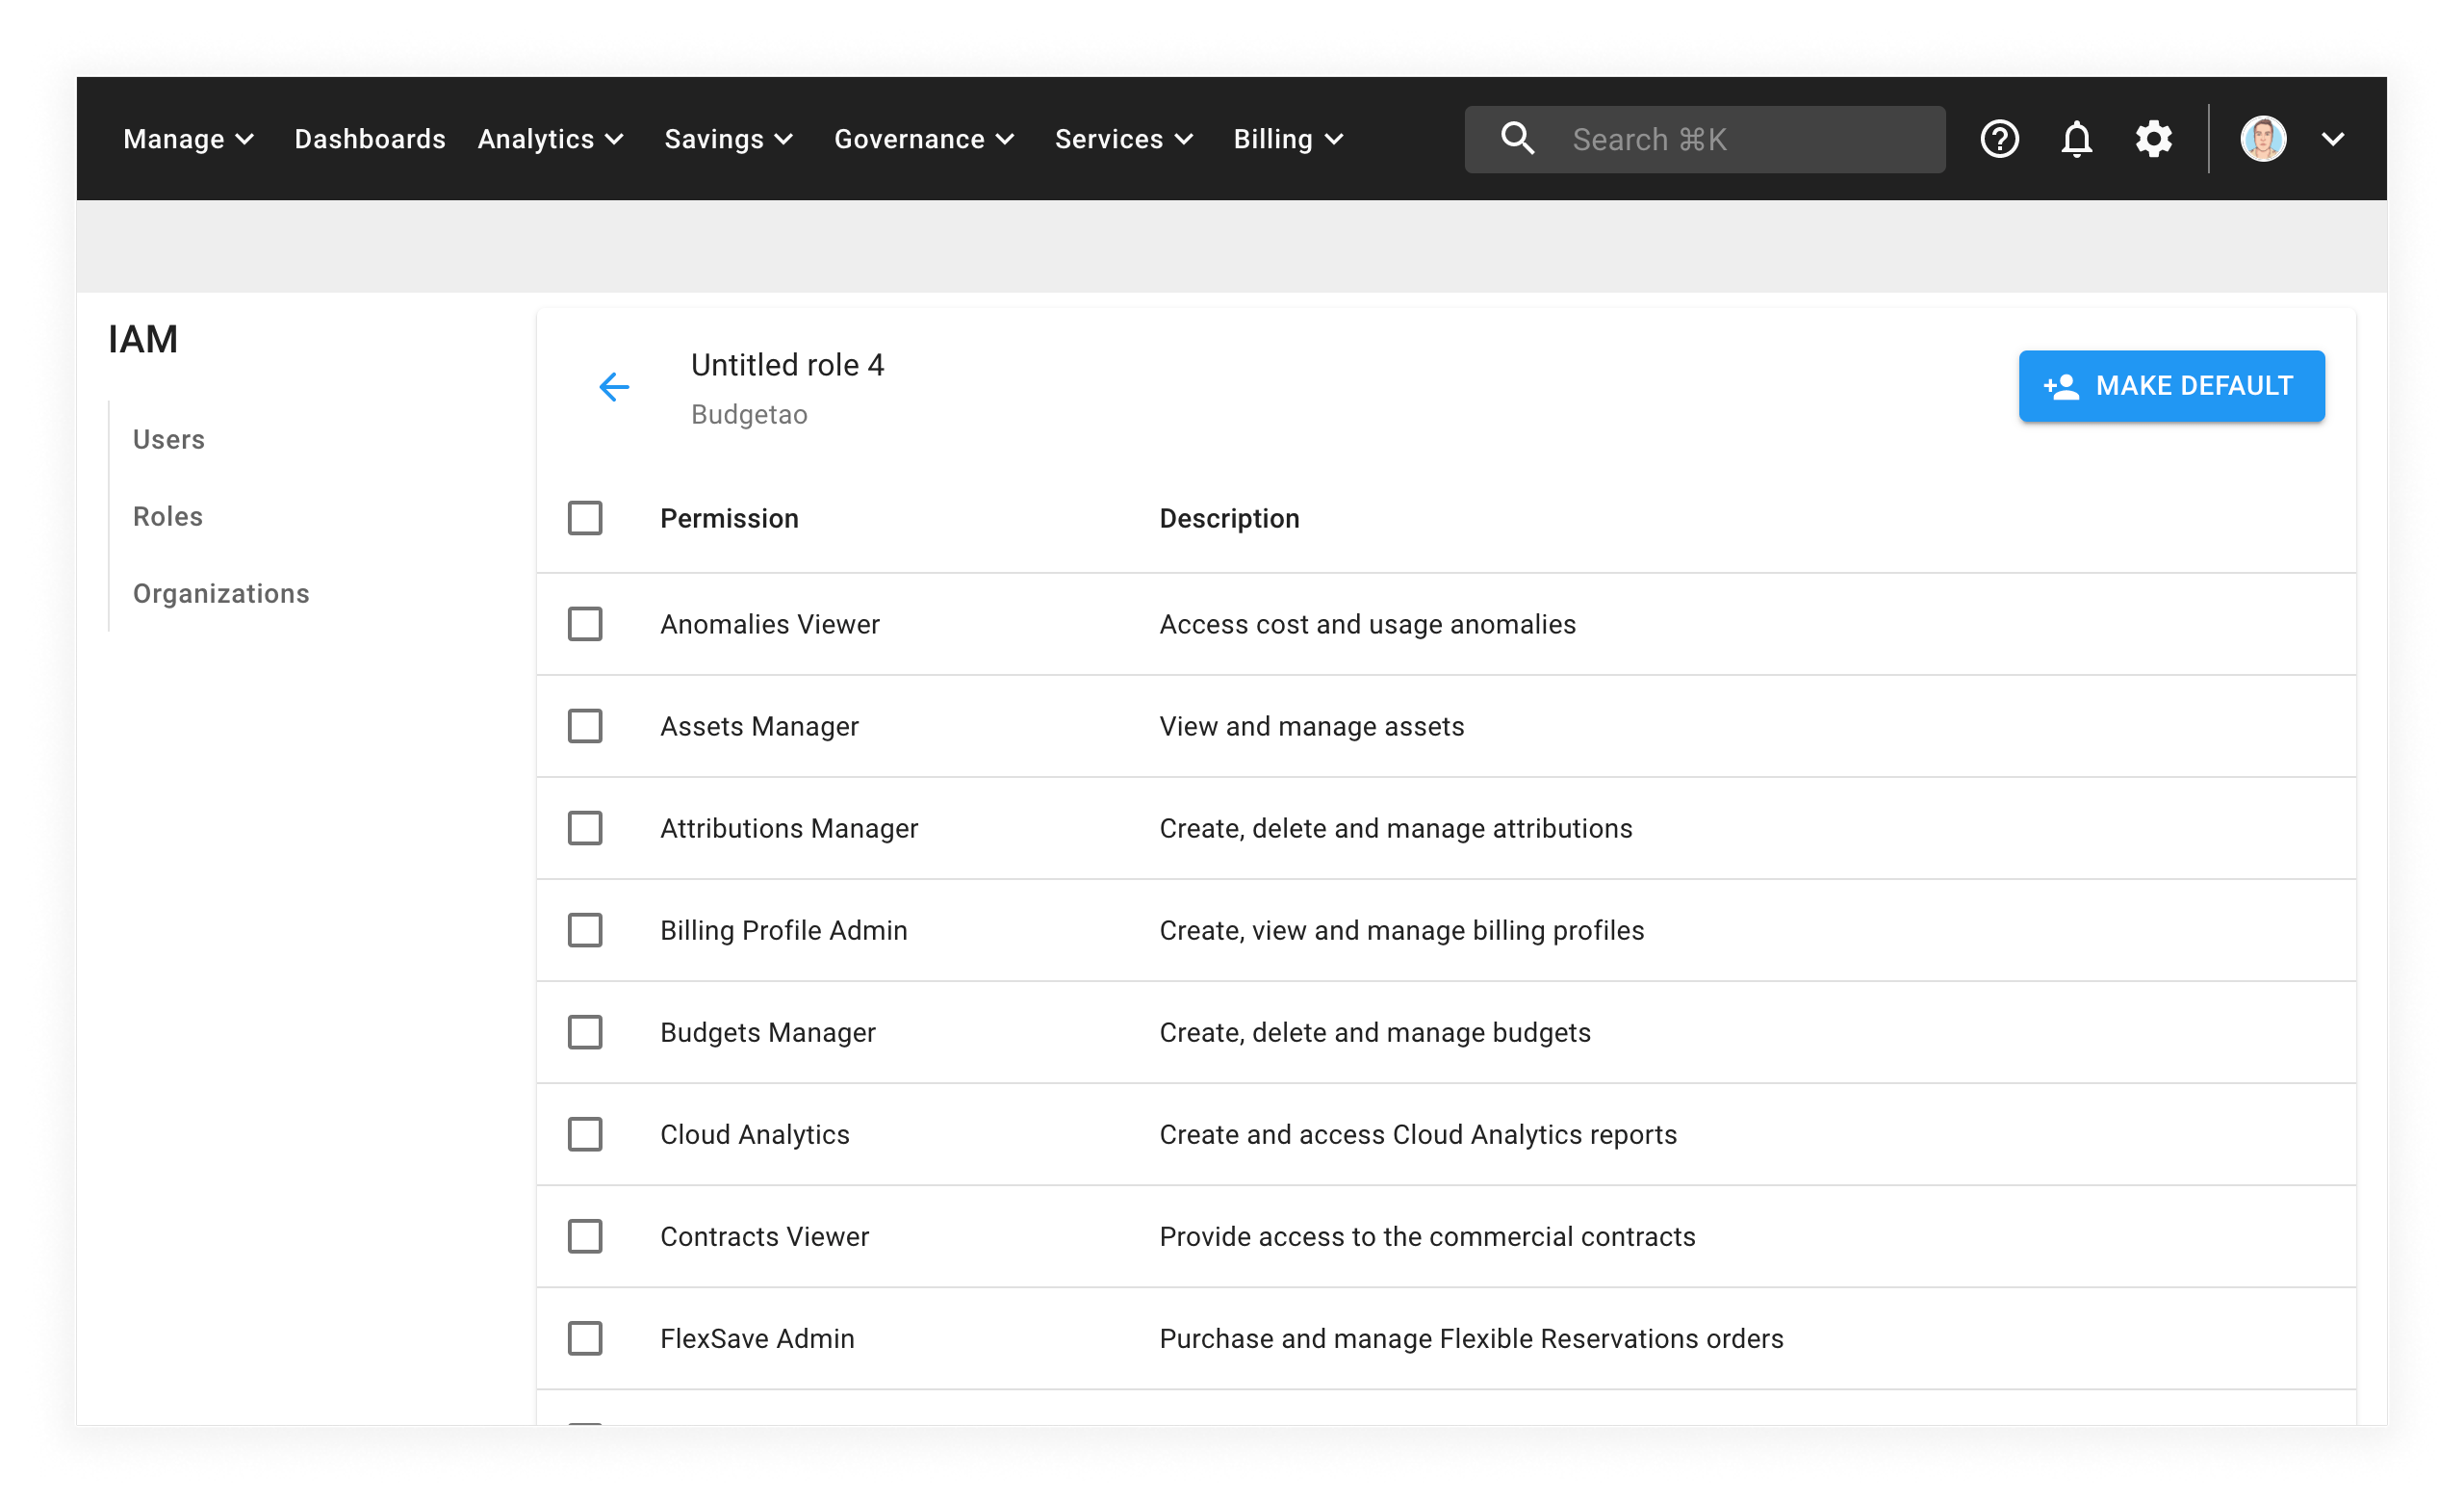 Manage Dashboards Analytics Savings Governance Services Billing Search ⌘K
IAM
Users
Roles
Organizations
Untitled role 4
Budgetao
MAKE DEFAULT
Permission Description
Anomalies Viewer Access cost and usage anomalies
Assets Manager View and manage assets
Attributions Manager Create, delete and manage attributions
Billing Profile Admin Create, view and manage billing profiles
Budgets Manager Create, delete and manage budgets
Cloud Analytics Create and access Cloud Analytics reports
Contracts Viewer Provide access to the commercial contracts
FlexSave Admin Purchase and manage Flexible Reservations orders